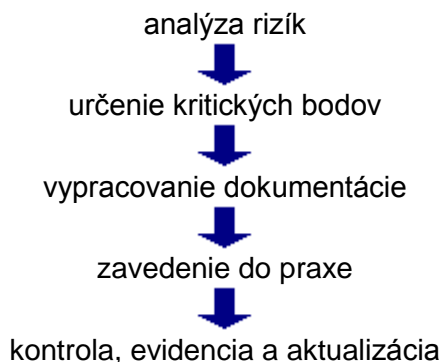 analýza rizík
určenie kritických bodov
vypracovanie dokumentácie
zavedenie do praxe
kontrola, evidencia a aktualizácia